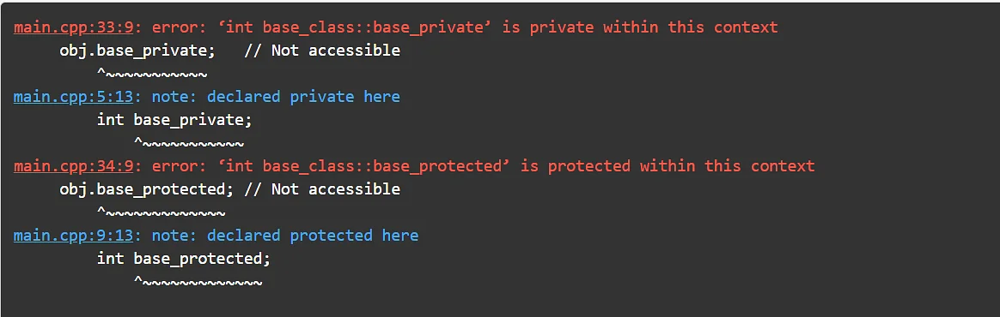 main.cpp:33:9: error: ‘int base_class::base_private’ is private within this context
     obj.base_private;   // Not accessible
         ^~~~~~~~~~~~
main.cpp:5:13: note: declared private here
         int base_private;
             ^~~~~~~~~~~~
main.cpp:34:9: error: ‘int base_class::base_protected’ is protected within this context
     obj.base_protected; // Not accessible
         ^~~~~~~~~~~~~~
main.cpp:9:13: note: declared protected here
         int base_protected;
             ^~~~~~~~~~~~~~